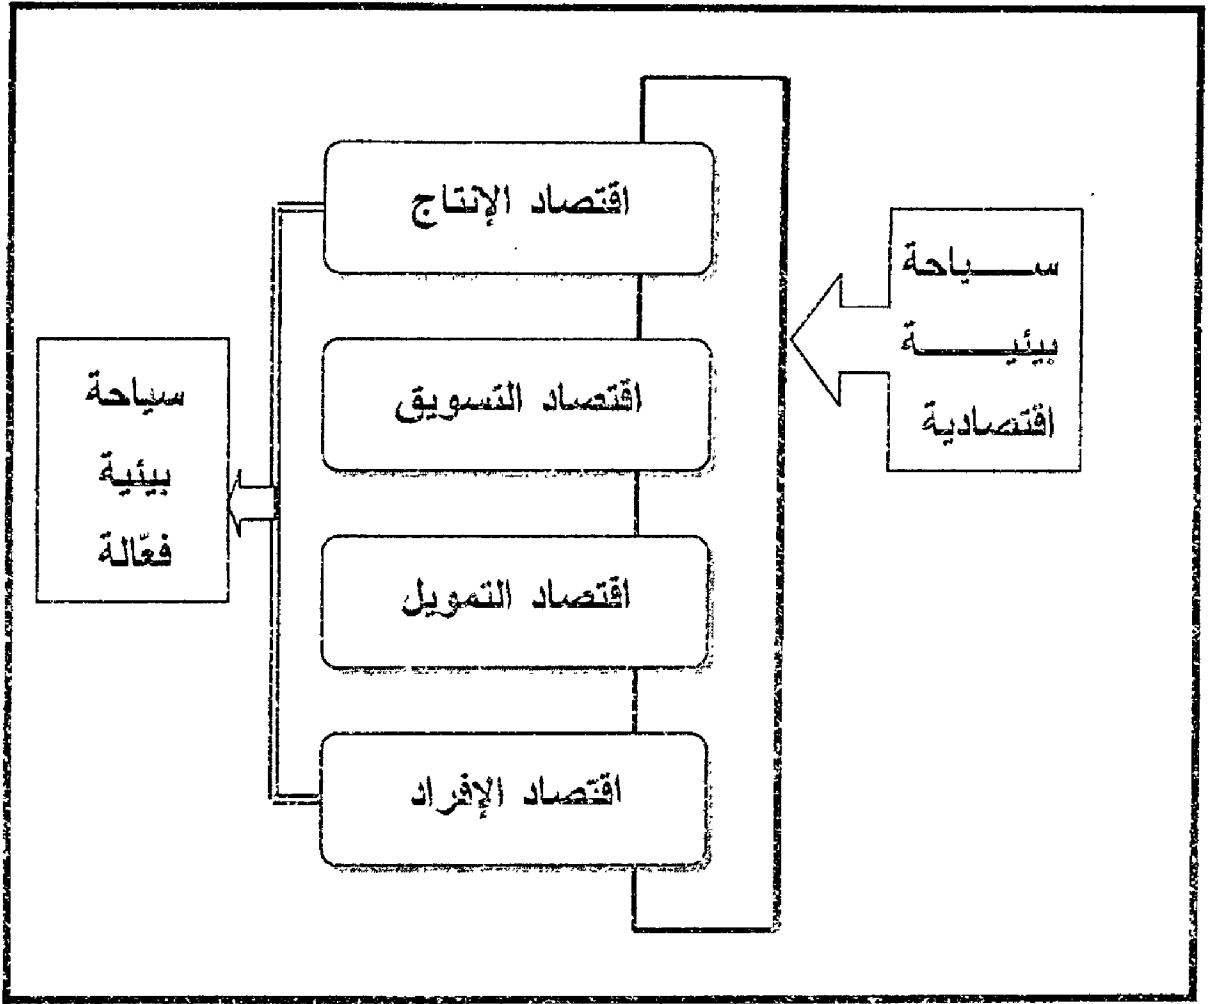 سياحة
بيئية
اقتصادية
اقتصاد الإنتاج
اقتصاد التسويق
اقتصاد التمويل
اقتصاد الإفراد
سياحة
بيئية
فعّالة